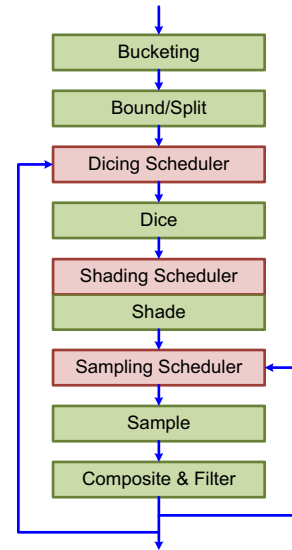 Bucketing
Bound/Split
Dicing Scheduler
Dice
Shading Scheduler
Shade
Sampling Scheduler
Sample
Composite & Filter